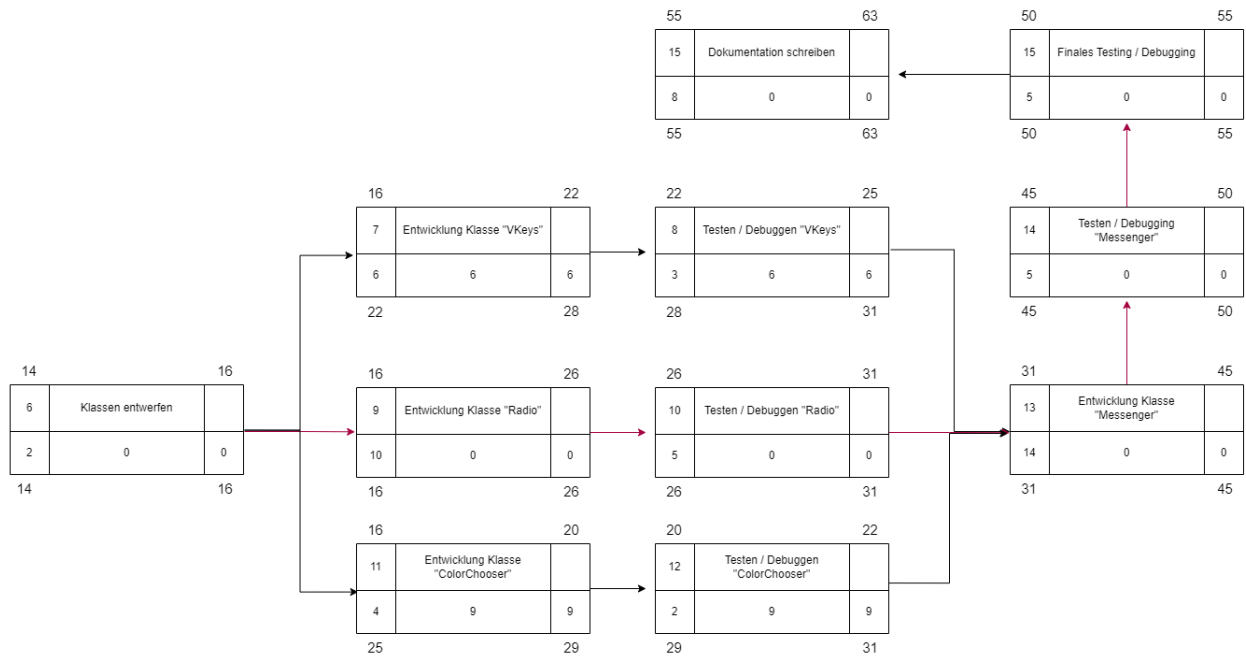 55 63
15 Dokumentation schreiben
8 0 0
55 63
50 55
15 Finales Testing / Debugging
5 0 0
50 55
16 22
7 Entwicklung Klasse "VKeys"
6 6 6
22 28
22 25
8 Testen / Debuggen "VKeys"
3 6 6
28 31
45 50
14 Testen / Debugging
"Messenger"
5 0 0
45 50
14 16
6 Klassen entwerfen
2 0 0
14 16
16 26
9 Entwicklung Klasse "Radio"
10 0 0
16 26
26 31
10 Testen / Debuggen "Radio"
5 0 0
26 31
31 45
13 Entwicklung Klasse
"Messenger"
14 0 0
31 45
16 20
11 Entwicklung Klasse
"ColorChooser"
4 9 9
25 29
20 22
12 Testen / Debuggen
"ColorChooser"
2 9 9
29 31